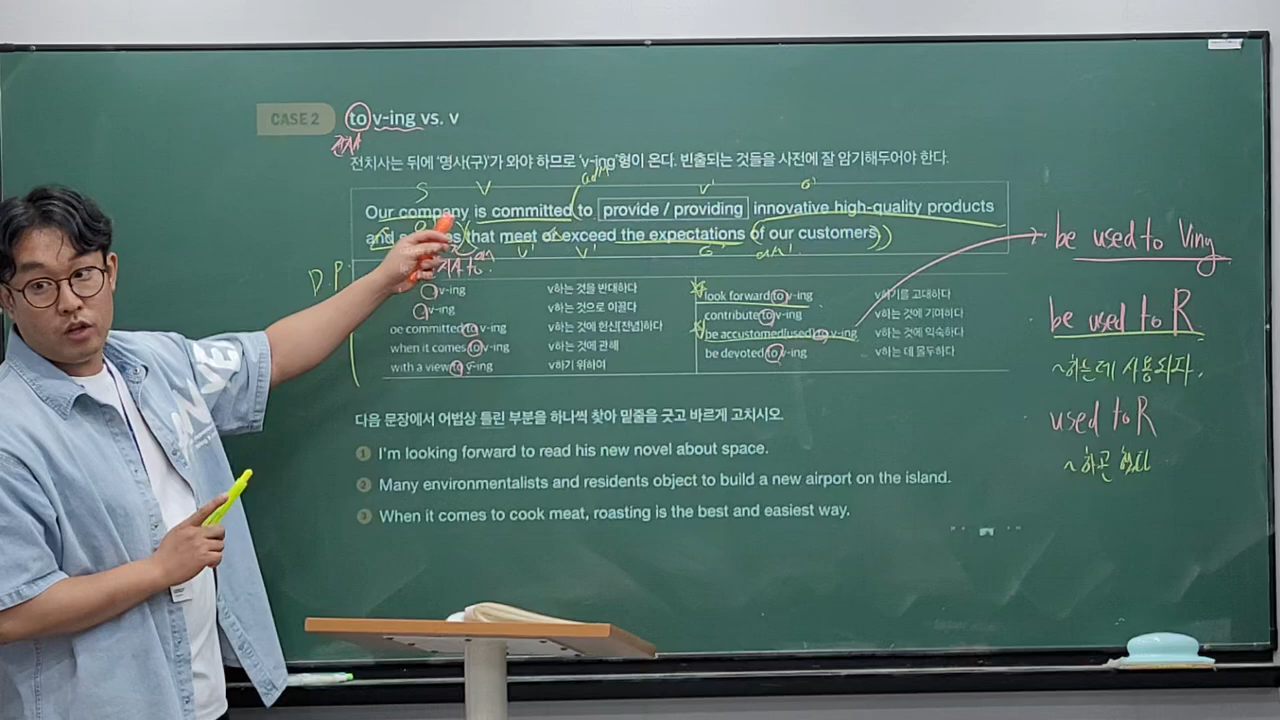 CASE 2 to v-ing vs. v
전치사
전치사는 뒤에 '명사(구)'가 와야 하므로 'v-ing'형이 온다. 빈출되는 것들을 사전에 잘 암기해두어야 한다.
S V v' o'
Our company is committed to provide / providing innovative high-quality products
that meet or exceed the expectations of our customers
v' v' o'
D.P
v-ing v하는 것을 반대하다
v-ing v하는 것으로 이끌다
be committed to v-ing v하는 것에 헌신[전념]하다
when it comes to v-ing v하는 것에 관해
with a view to v-ing v하기 위하여
look forward to v-ing v하기를 고대하다
contribute to v-ing v하는 것에 기여하다
be accustomed[used] to v-ing v하는 것에 익숙하다
be devoted to v-ing v하는 데 몰두하다
be used to Ving
be used to R
~하는데 사용되다.
used to R
~하곤 했다
다음 문장에서 어법상 틀린 부분을 하나씩 찾아 밑줄을 긋고 바르게 고치시오.
1 I'm looking forward to read his new novel about space.
2 Many environmentalists and residents object to build a new airport on the island.
3 When it comes to cook meat, roasting is the best and easiest way.